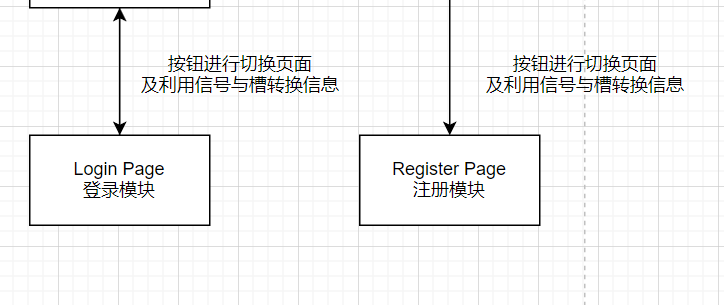 按钮进行切换页面
及利用信号与槽转换信息
按钮进行切换页面
及利用信号与槽转换信息
Login Page
登录模块
Register Page
注册模块